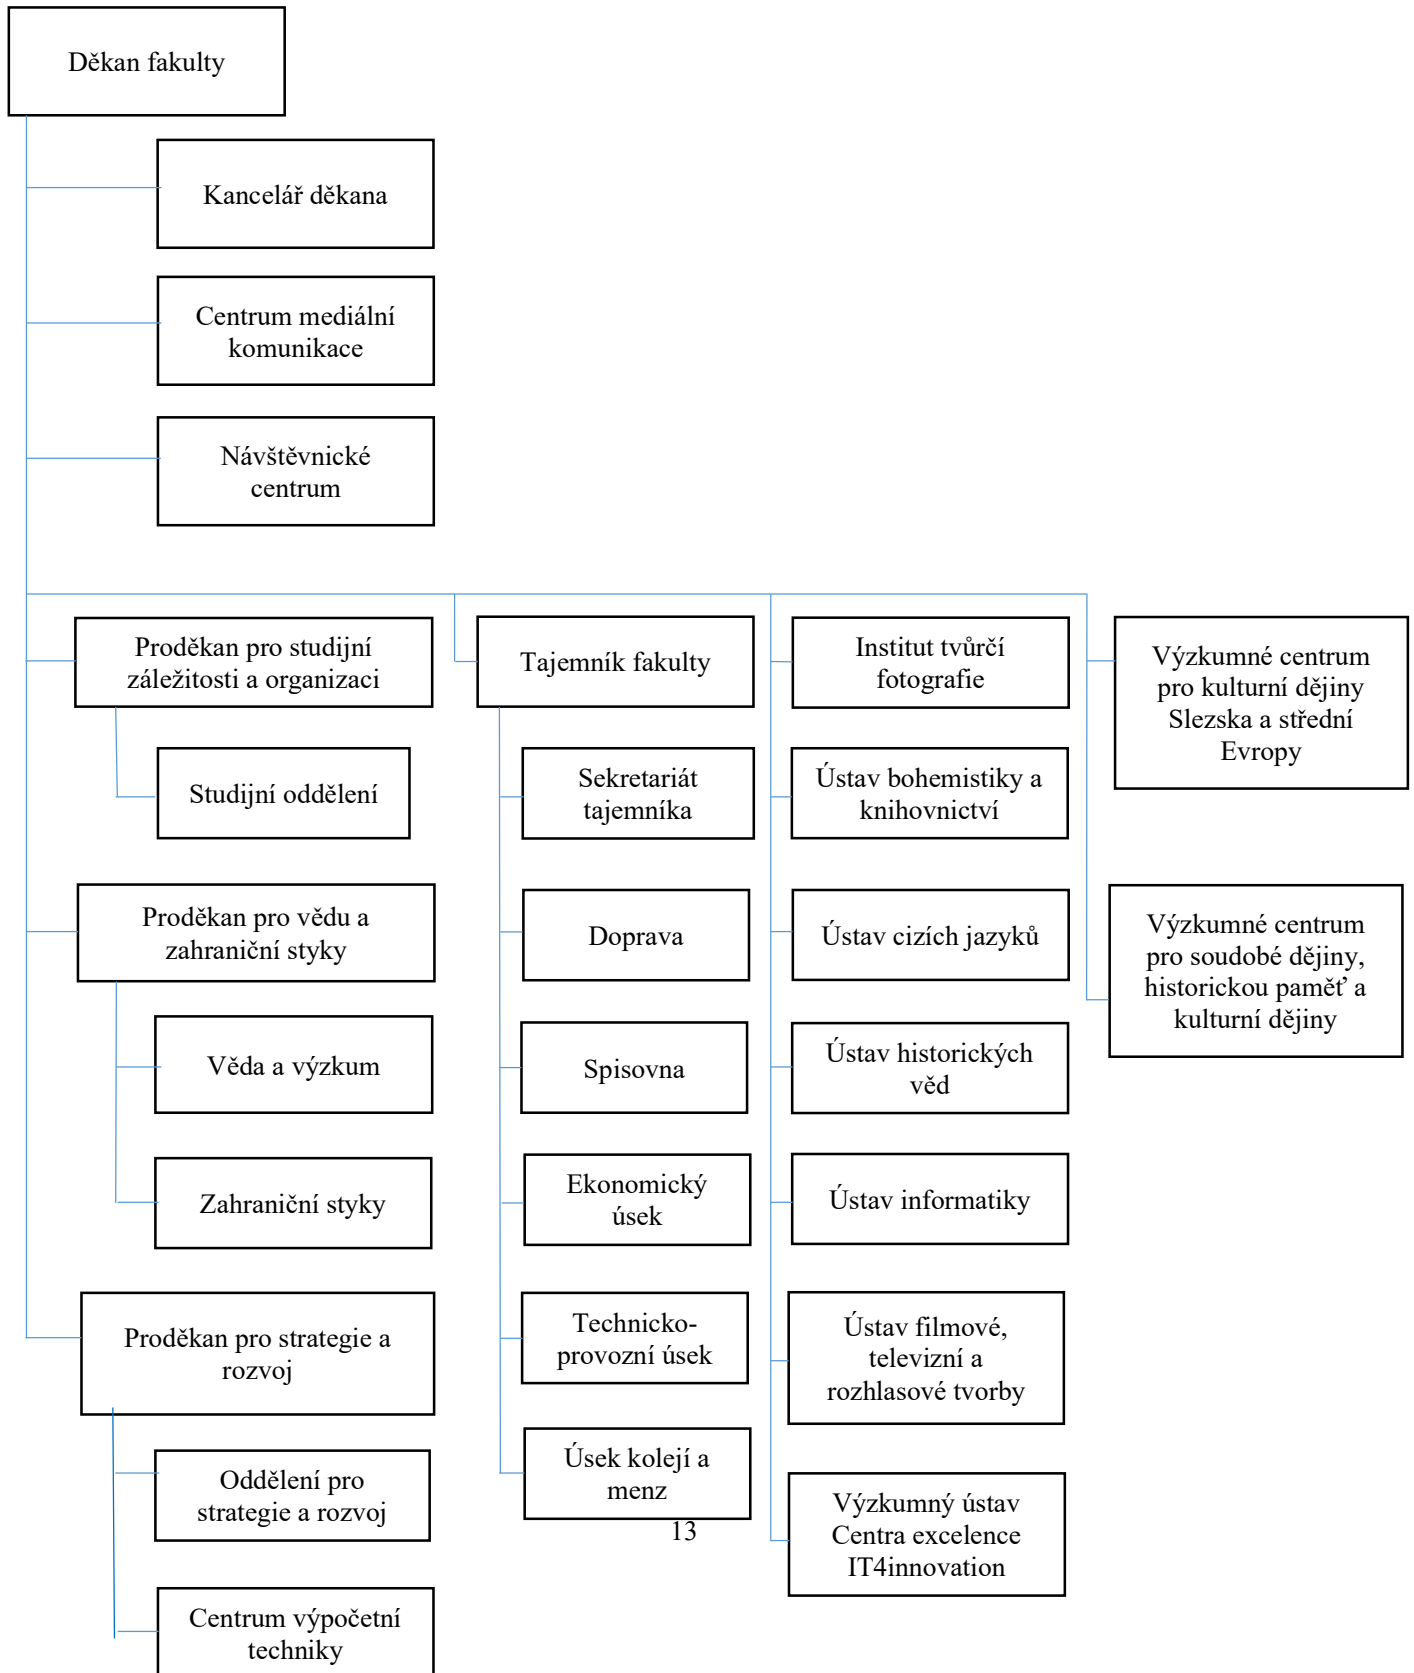 Děkan fakulty
Kancelář děkana
Centrum mediální
komunikace
Návštěvnické
centrum
Proděkan pro studijní
záležitosti a organizaci
Studijní oddělení
Proděkan pro vědu a
zahraniční styky
Věda a výzkum
Zahraniční styky
Proděkan pro strategie a
rozvoj
Oddělení pro
strategie a rozvoj
Centrum výpočetní
techniky
Tajemník fakulty
Sekretariát
tajemníka
Doprava
Spisovna
Ekonomický
úsek
Technicko-
provozní úsek
Úsek kolejí a
menz
Institut tvůrčí
fotografie
Ústav bohemistiky a
knihovnictví
Ústav cizích jazyků
Ústav historických
věd
Ústav informatiky
Ústav filmové,
televizní a
rozhlasové tvorby
Výzkumný ústav
Centra excelence
IT4innovation
Výzkumné centrum
pro kulturní dějiny
Slezska a střední
Evropy
Výzkumné centrum
pro soudobé dějiny,
historickou paměť a
kulturní dějiny
13